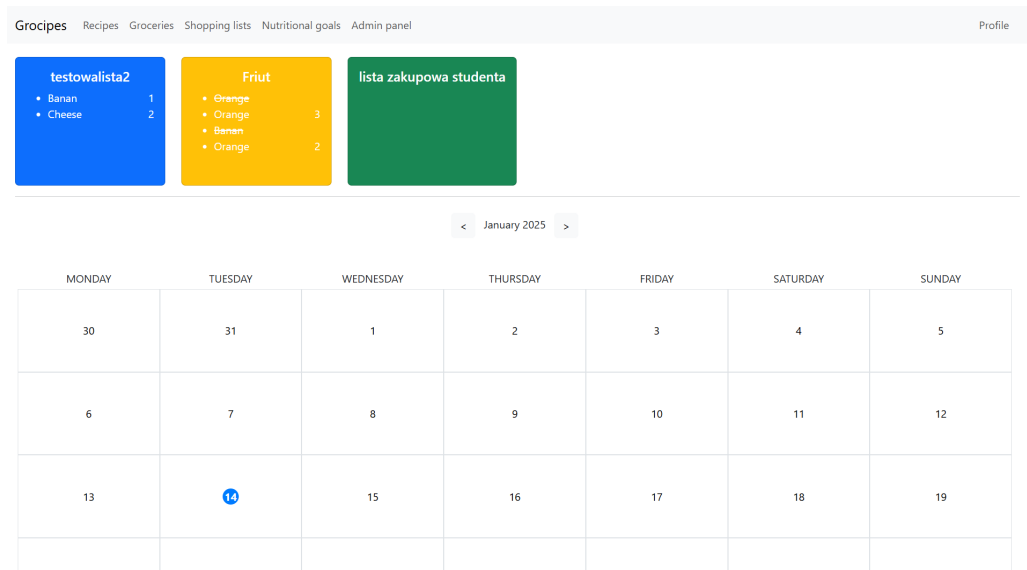 Grocipes Recipes Groceries Shopping lists Nutritional goals Admin panel Profile
testowalista2
Banan 1
Cheese 2
Friut
Orange
Orange 3
Banan
Orange 2
lista zakupowa studenta
< January 2025 >
MONDAY TUESDAY WEDNESDAY THURSDAY FRIDAY SATURDAY SUNDAY
30 31 1 2 3 4 5
6 7 8 9 10 11 12
13 14 15 16 17 18 19